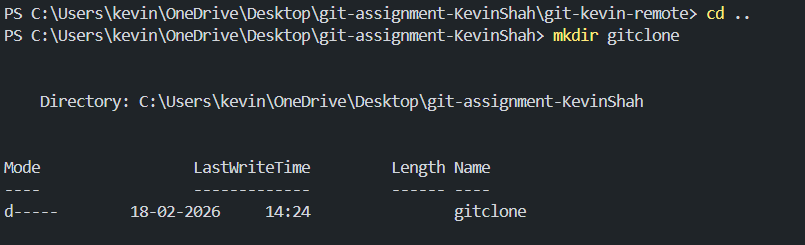 PS C:\Users\kevin\OneDrive\Desktop\git-assignment-KevinShah\git-kevin-remote> cd ..
PS C:\Users\kevin\OneDrive\Desktop\git-assignment-KevinShah> mkdir gitclone
Directory: C:\Users\kevin\OneDrive\Desktop\git-assignment-KevinShah
Mode                 LastWriteTime         Length Name
----                 -------------         ------ ----
d-----        18-02-2026     14:24                gitclone